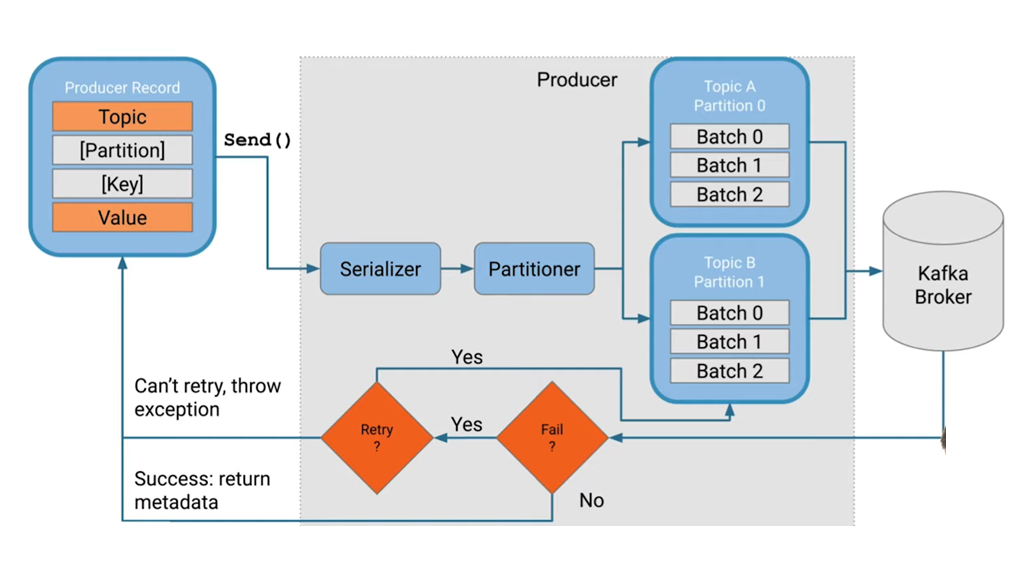 Producer Record
Topic
[Partition]
[Key]
Value
Send()
Producer
Serializer
Partitioner
Topic A
Partition 0
Batch 0
Batch 1
Batch 2
Topic B
Partition 1
Batch 0
Batch 1
Batch 2
Kafka
Broker
Yes
Fail
?
Yes
Retry
?
Can't retry, throw
exception
No
Success: return
metadata